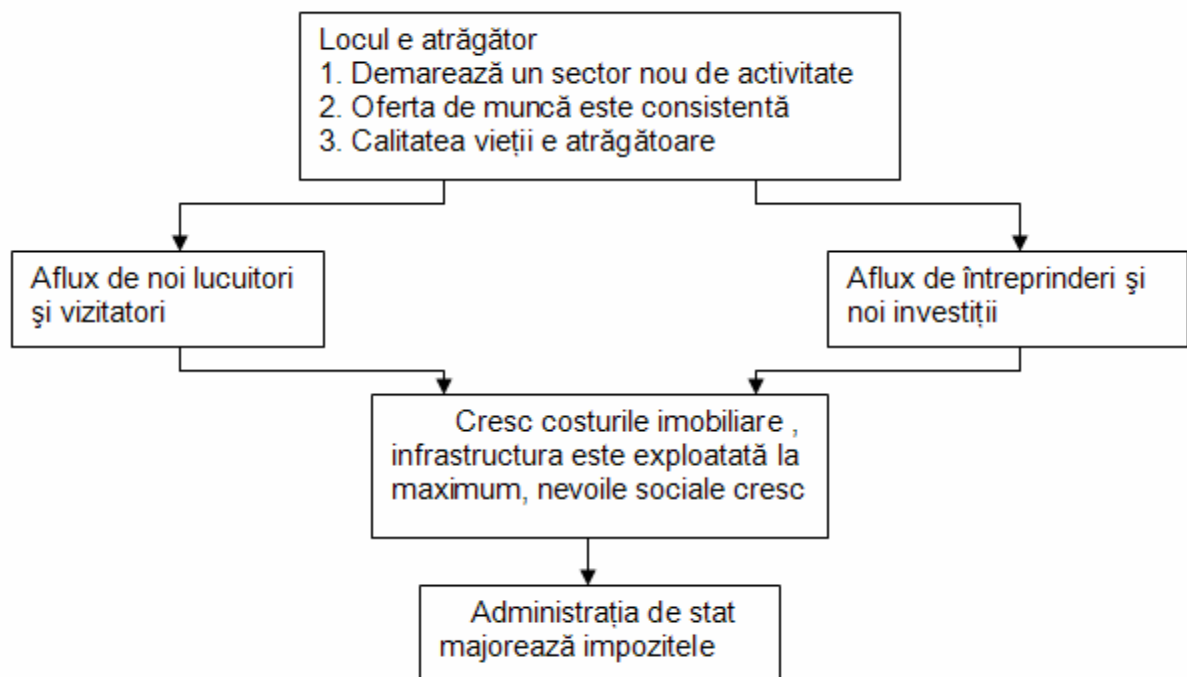 Locul e atrăgător
1. Demarează un sector nou de activitate
2. Oferta de muncă este consistentă
3. Calitatea vieții e atrăgătoare
Aflux de noi lucuitori
şi vizitatori
Aflux de întreprinderi şi
noi investiții
Cresc costurile imobiliare ,
infrastructura este exploatată la
maximum, nevoile sociale cresc
Administrația de stat
majorează impozitele